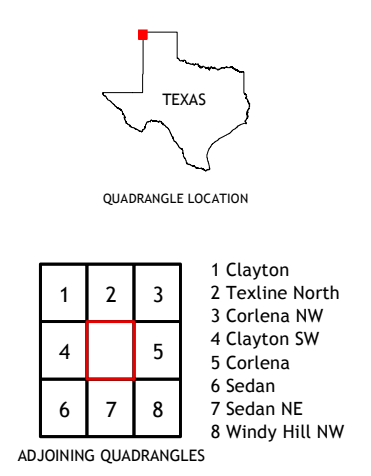 TEXAS
QUADRANGLE LOCATION
1 2 3
4 5
6 7 8
1 Clayton
2 Texline North
3 Corlena NW
4 Clayton SW
5 Corlena
6 Sedan
7 Sedan NE
8 Windy Hill NW
ADJOINING QUADRANGLES